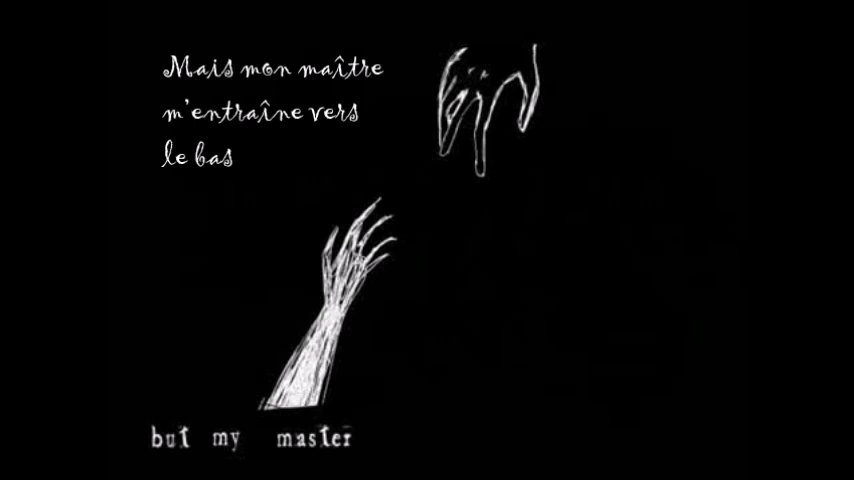 Mais mon maître
m'entraîne vers
le bas
but my master